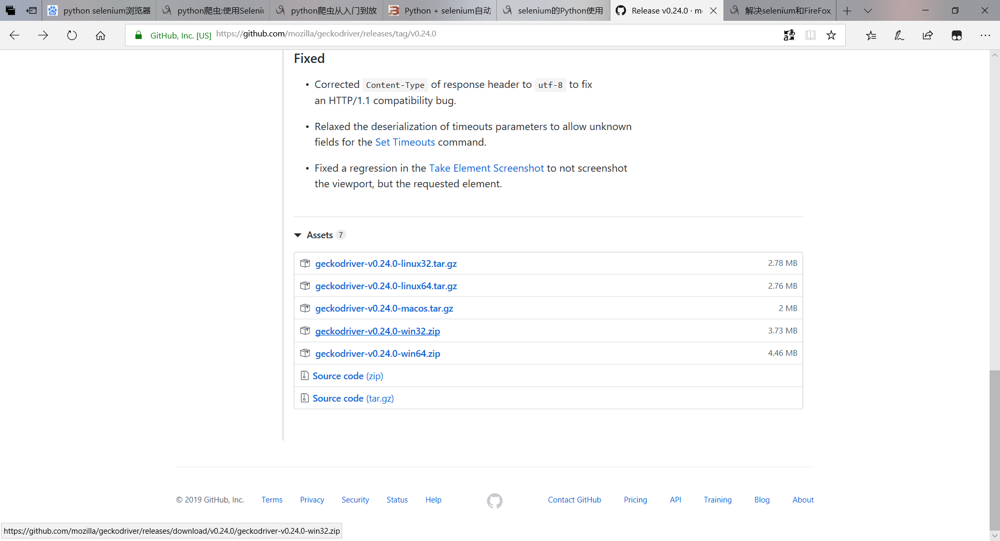 python selenium浏览器
python爬虫:使用Seleni
python爬虫从入门到放
Python + selenium自动
selenium的Python使用
Release v0.24.0 · m
解决selenium和FireFox
GitHub, Inc. [US]
https://github.com/mozilla/geckodriver/releases/tag/v0.24.0
Fixed
• Corrected Content-Type of response header to utf-8 to fix
an HTTP/1.1 compatibility bug.
• Relaxed the deserialization of timeouts parameters to allow unknown
fields for the Set Timeouts command.
• Fixed a regression in the Take Element Screenshot to not screenshot
the viewport, but the requested element.
Assets 7
geckodriver-v0.24.0-linux32.tar.gz 2.78 MB
geckodriver-v0.24.0-linux64.tar.gz 2.76 MB
geckodriver-v0.24.0-macos.tar.gz 2 MB
geckodriver-v0.24.0-win32.zip 3.73 MB
geckodriver-v0.24.0-win64.zip 4.46 MB
Source code (zip)
Source code (tar.gz)
© 2019 GitHub, Inc. Terms Privacy Security Status Help Contact GitHub Pricing API Training Blog About
https://github.com/mozilla/geckodriver/releases/download/v0.24.0/geckodriver-v0.24.0-win32.zip